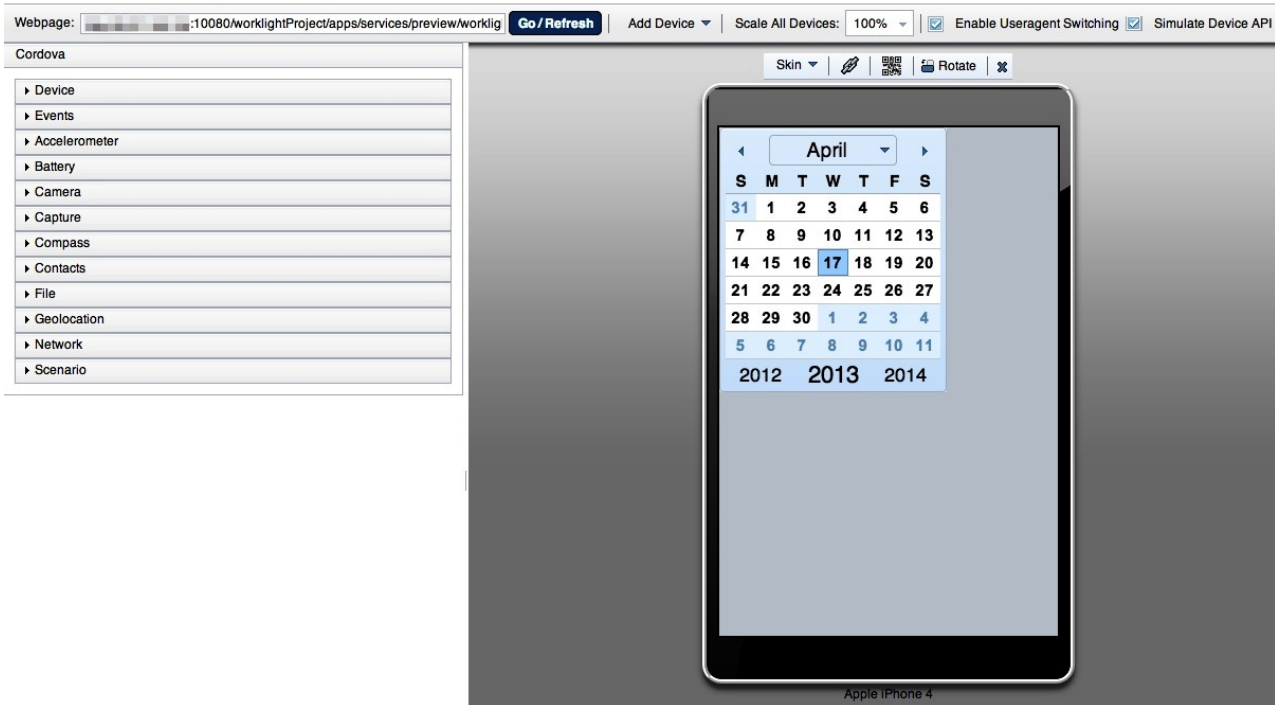 Webpage: :10080/worklightProject/apps/services/preview/worklig Go / Refresh Add Device Scale All Devices: 100% Enable Useragent Switching Simulate Device API
Cordova
Skin Rotate
Device
Events
Accelerometer
Battery
Camera
Capture
Compass
Contacts
File
Geolocation
Network
Scenario
April
S M T W T F S
31 1 2 3 4 5 6
7 8 9 10 11 12 13
14 15 16 17 18 19 20
21 22 23 24 25 26 27
28 29 30 1 2 3 4
5 6 7 8 9 10 11
2012 2013 2014
Apple iPhone 4